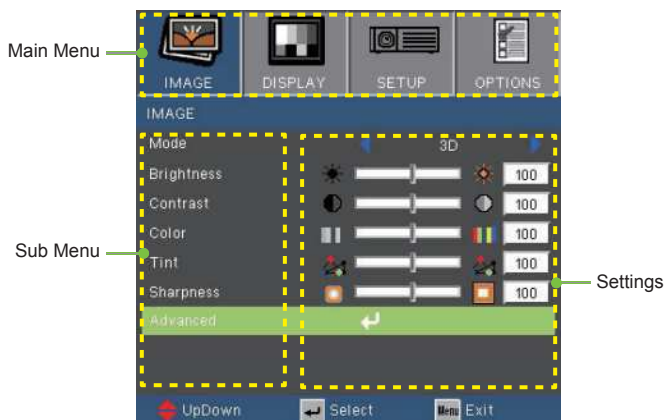 Main Menu
IMAGE DISPLAY SETUP OPTIONS
IMAGE
Mode 3D
Brightness 100
Contrast 100
Color 100
Sub Menu
Tint 100
Settings
Sharpness 100
Advanced
UpDown Select Menu Exit